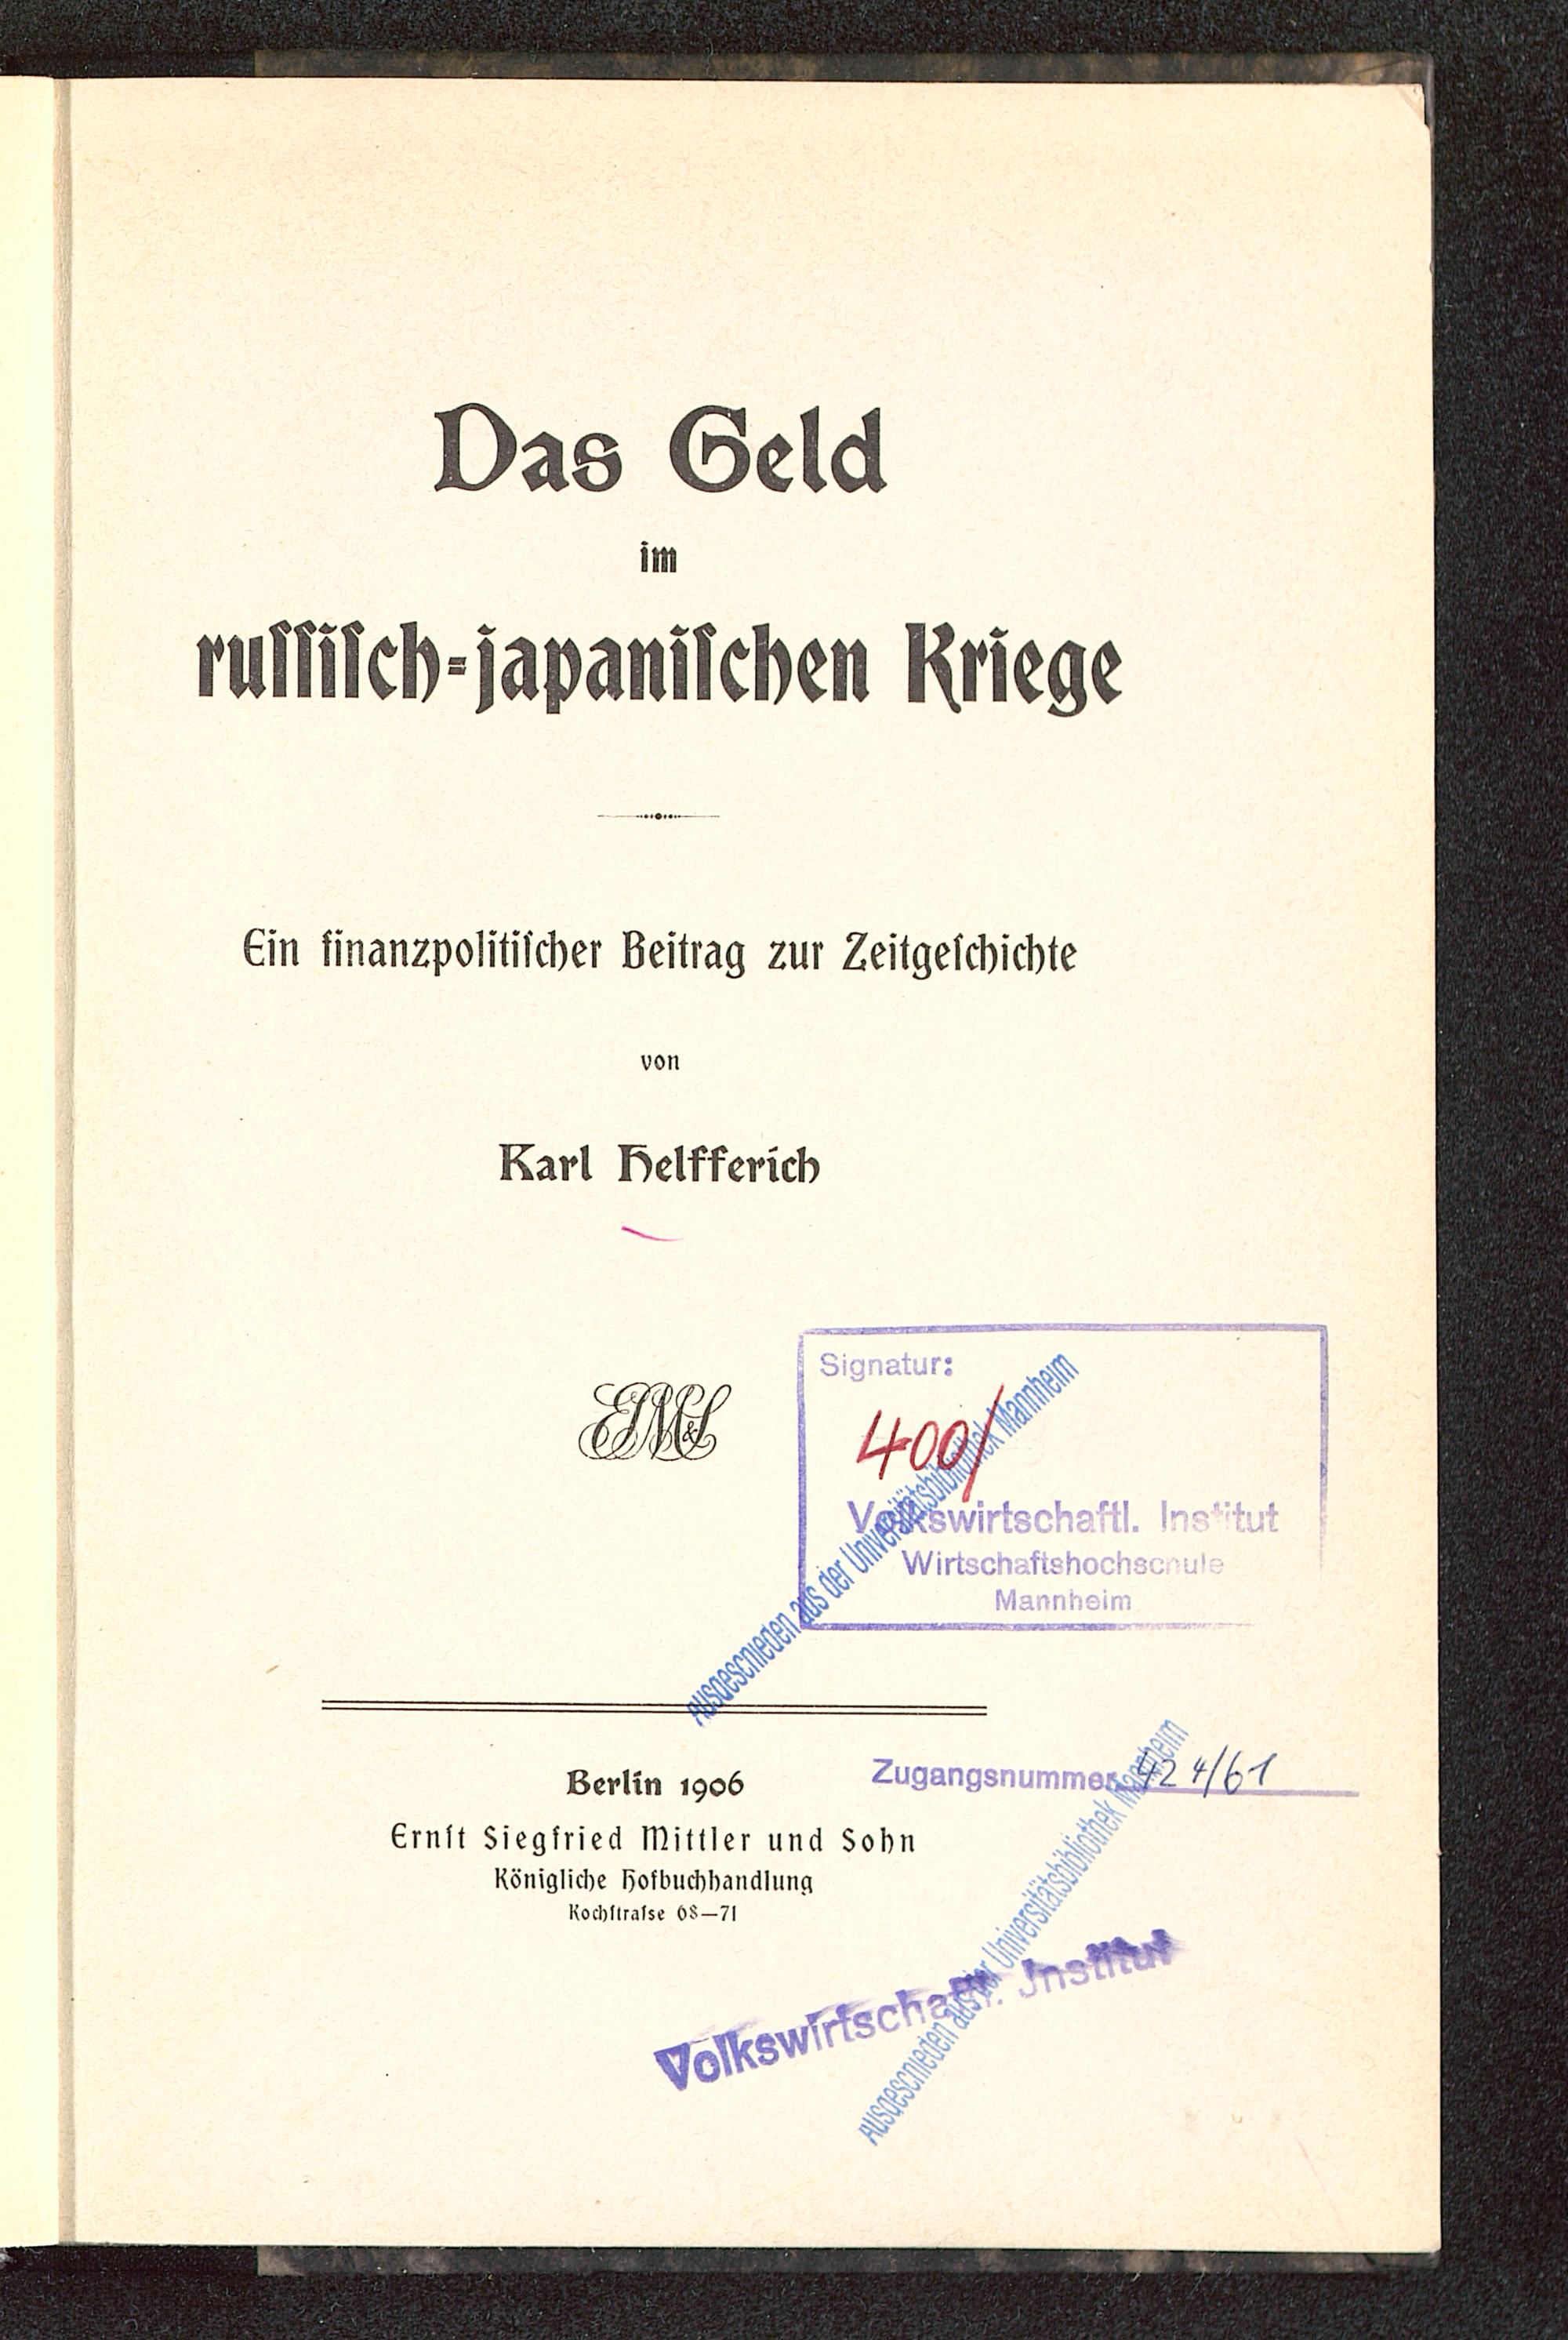 Das Geld
im
ruſſiſch-japaniſchen Kriege
Ein finanzpolitiſcher Beitrag zur Zeitgeſchichte
von
Karl Helfferich
ESM&S
Signatur:
400/
Volkswirtschaftl. Institut
Wirtschaftshochschule
Mannheim
Ausgeschieden aus der Universitätsbibliothek Mannheim
Berlin 1906
Zugangsnummer 424/61
Ernſt Siegfried Mittler und Sohn
Königliche Hofbuchhandlung
Kochſtraſse 68—71
Ausgeschieden aus der Universitätsbibliothek Mannheim
Volkswirtschaftl. Institut